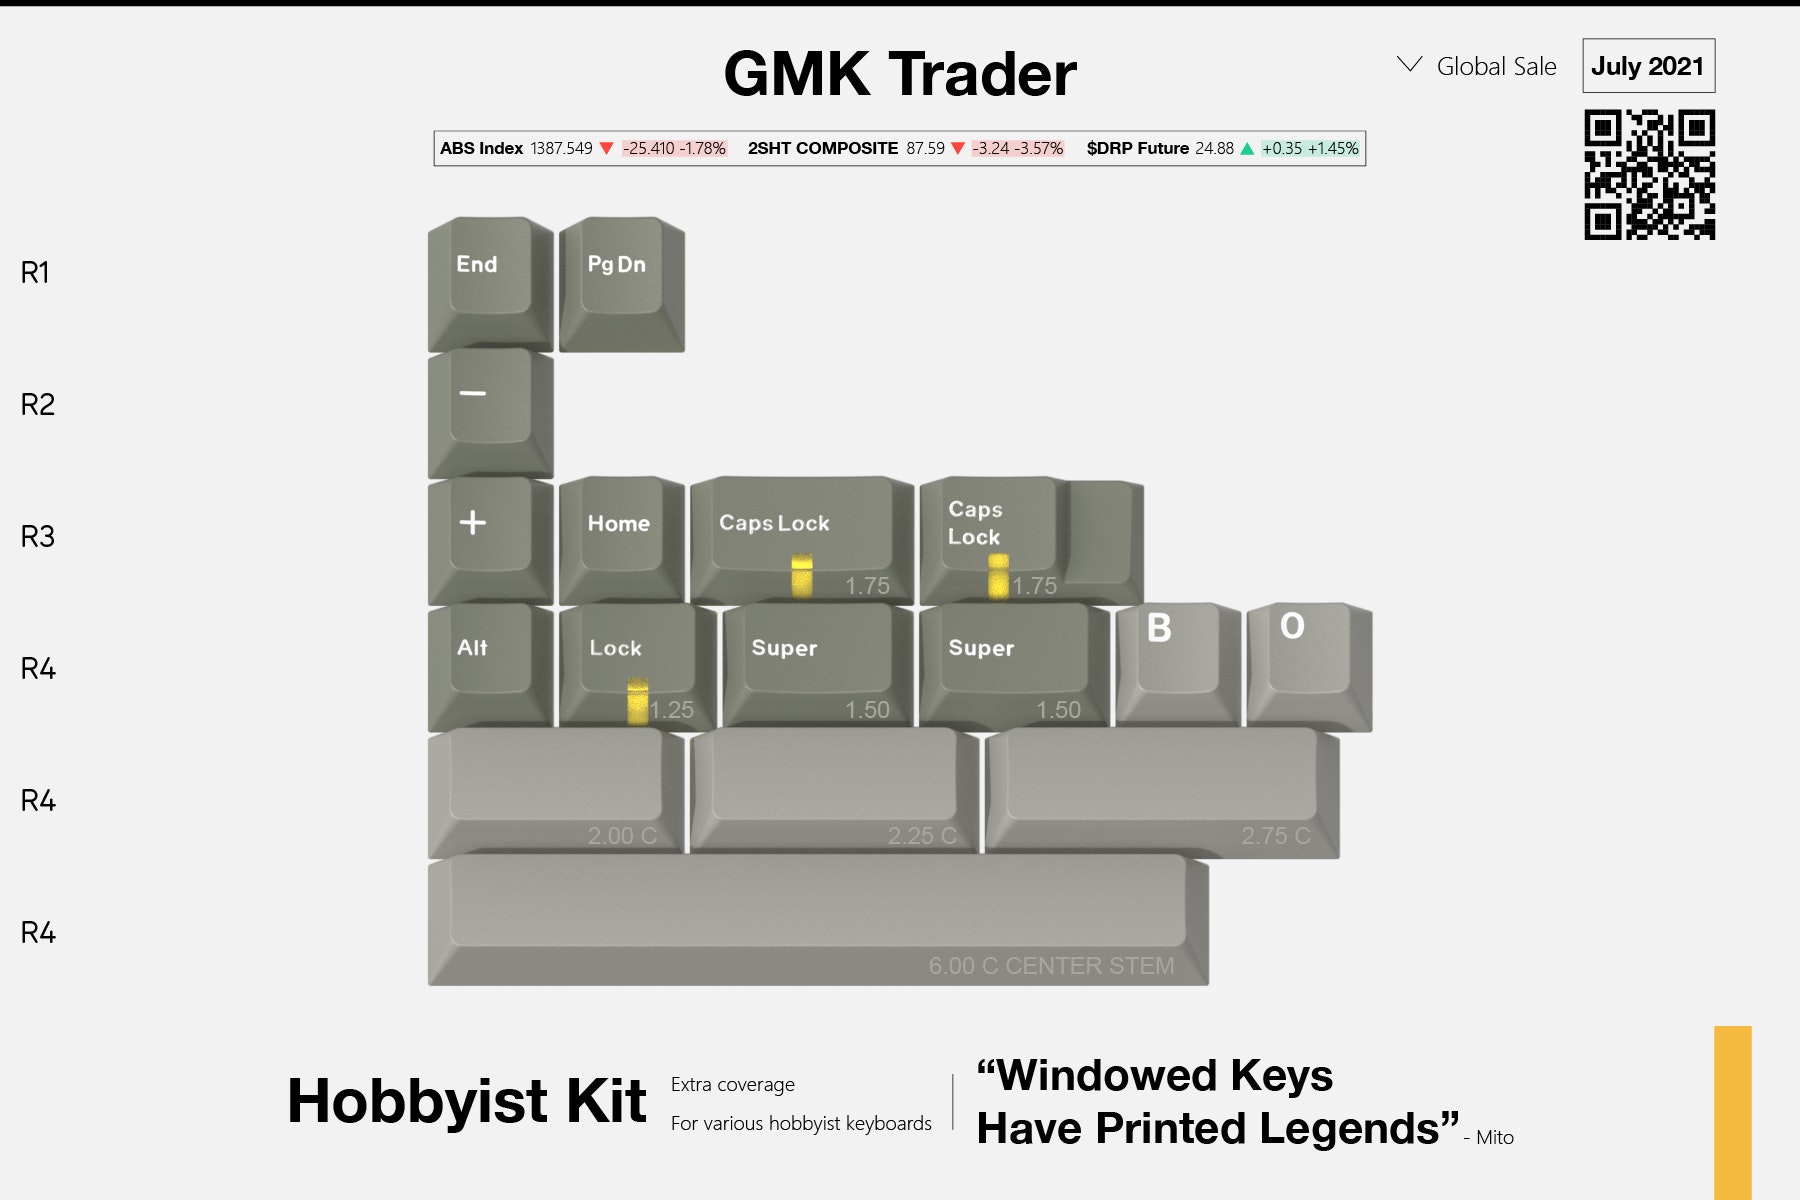 GMK Trader
Global Sale
July 2021
ABS Index 1387.549 ▼ -25.410 -1.78% 2SHT COMPOSITE 87.59 ▼ -3.24 -3.57% $DRP Future 24.88 ▲ +0.35 +1.45%
R1
End
Pg Dn
R2
—
R3
+
Home
Caps Lock
1.75
Caps
Lock
1.75
R4
Alt
Lock
1.25
Super
1.50
Super
1.50
B
O
R4
2.00 C
2.25 C
2.75 C
R4
6.00 C CENTER STEM
Hobbyist Kit
Extra coverage
For various hobbyist keyboards
“Windowed Keys
Have Printed Legends” - Mito